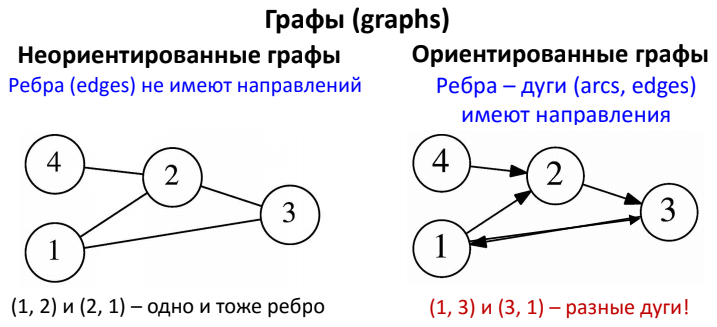 Графы (graphs)
Неориентированные графы
Ребра (edges) не имеют направлений
4
2
3
1
(1, 2) и (2, 1) – одно и тоже ребро
Ориентированные графы
Ребра – дуги (arcs, edges)
имеют направления
4
2
3
1
(1, 3) и (3, 1) – разные дуги!